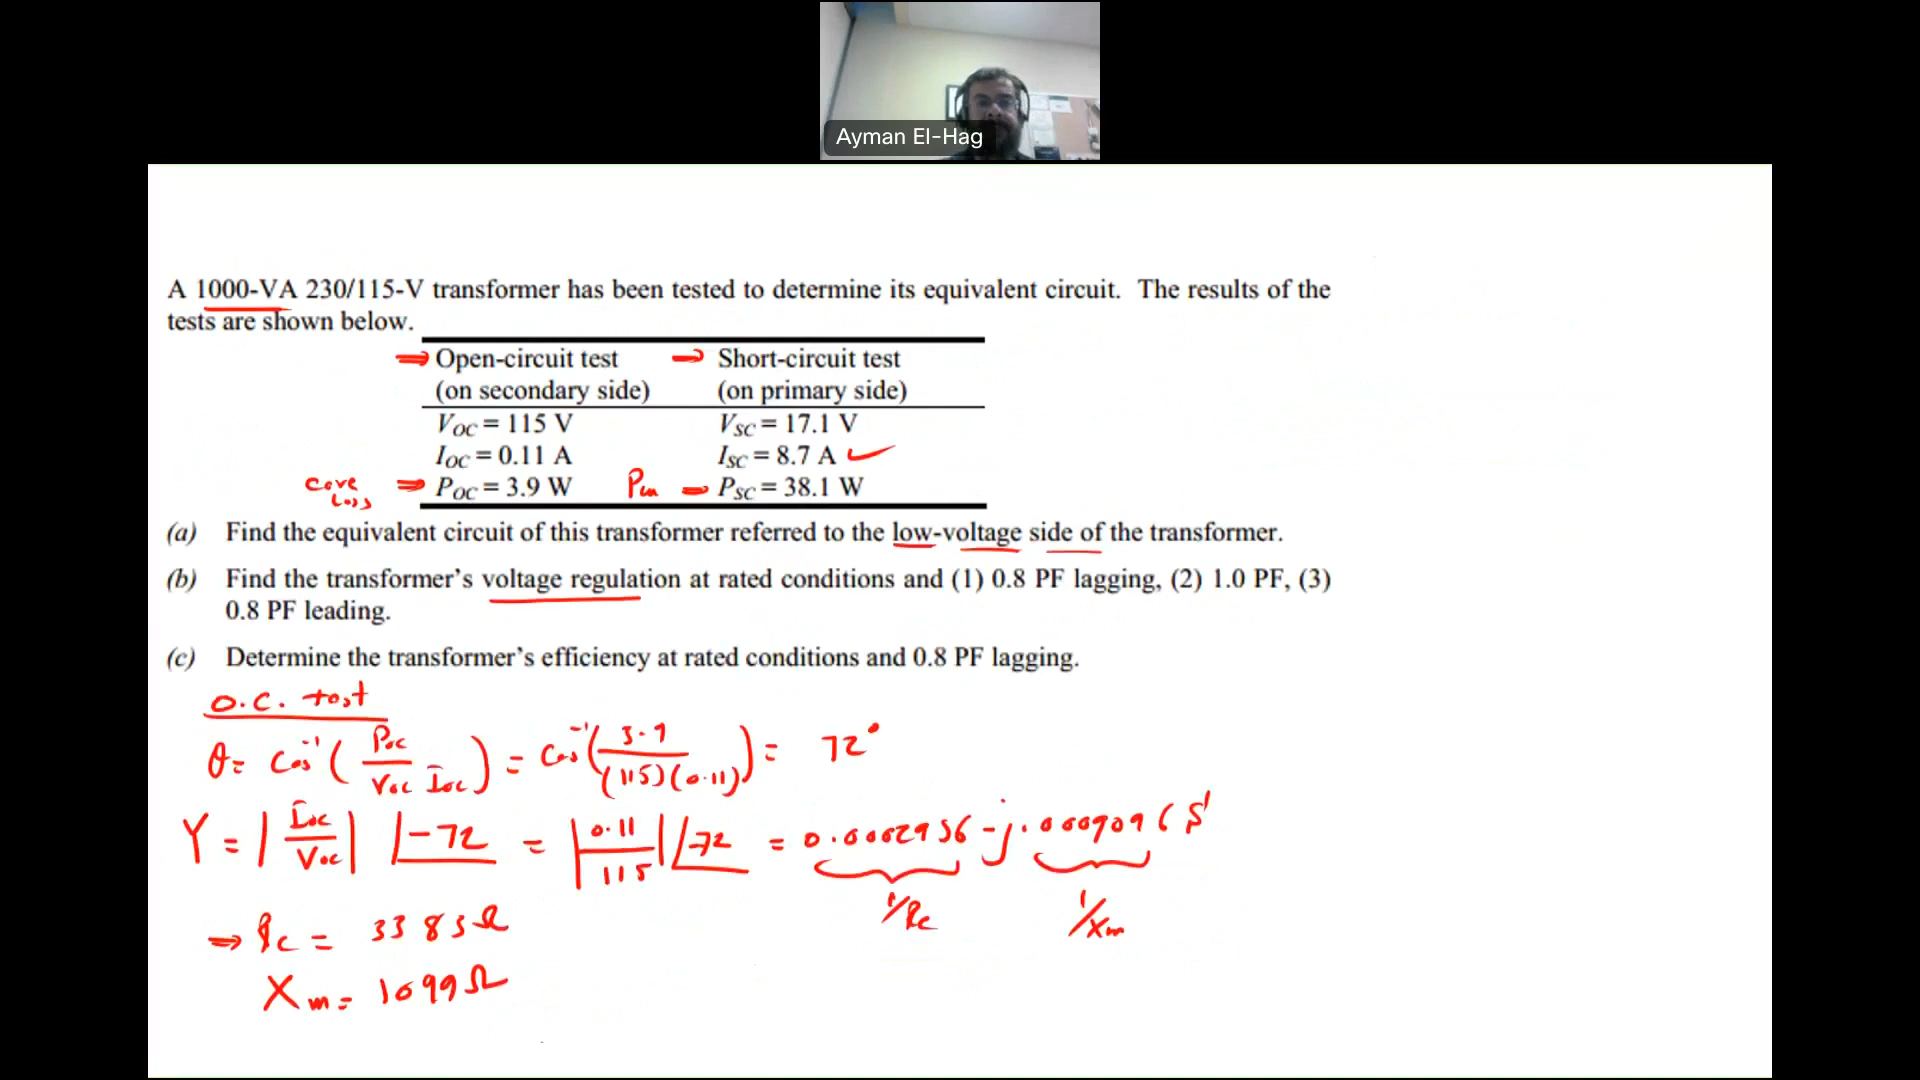 Ayman El-Hag
A 1000-VA 230/115-V transformer has been tested to determine its equivalent circuit. The results of the
tests are shown below.
Open-circuit test Short-circuit test
(on secondary side) (on primary side)
VOC = 115 V VSC = 17.1 V
IOC = 0.11 A ISC = 8.7 A ✓
core loss → POC = 3.9 W Pcu → PSC = 38.1 W
(a) Find the equivalent circuit of this transformer referred to the low-voltage side of the transformer.
(b) Find the transformer's voltage regulation at rated conditions and (1) 0.8 PF lagging, (2) 1.0 PF, (3)
0.8 PF leading.
(c) Determine the transformer's efficiency at rated conditions and 0.8 PF lagging.
O.C. test
θ = cos⁻¹(Poc / Voc Ioc) = cos⁻¹(3.9 / (115)(0.11)) = 72°
Y = |Ioc / Voc| ∠-72 = |0.11 / 115| ∠-72 = 0.0002956 - j.0009096 S
1/Rc 1/Xm
→ Rc = 3383 Ω
Xm = 1099 Ω